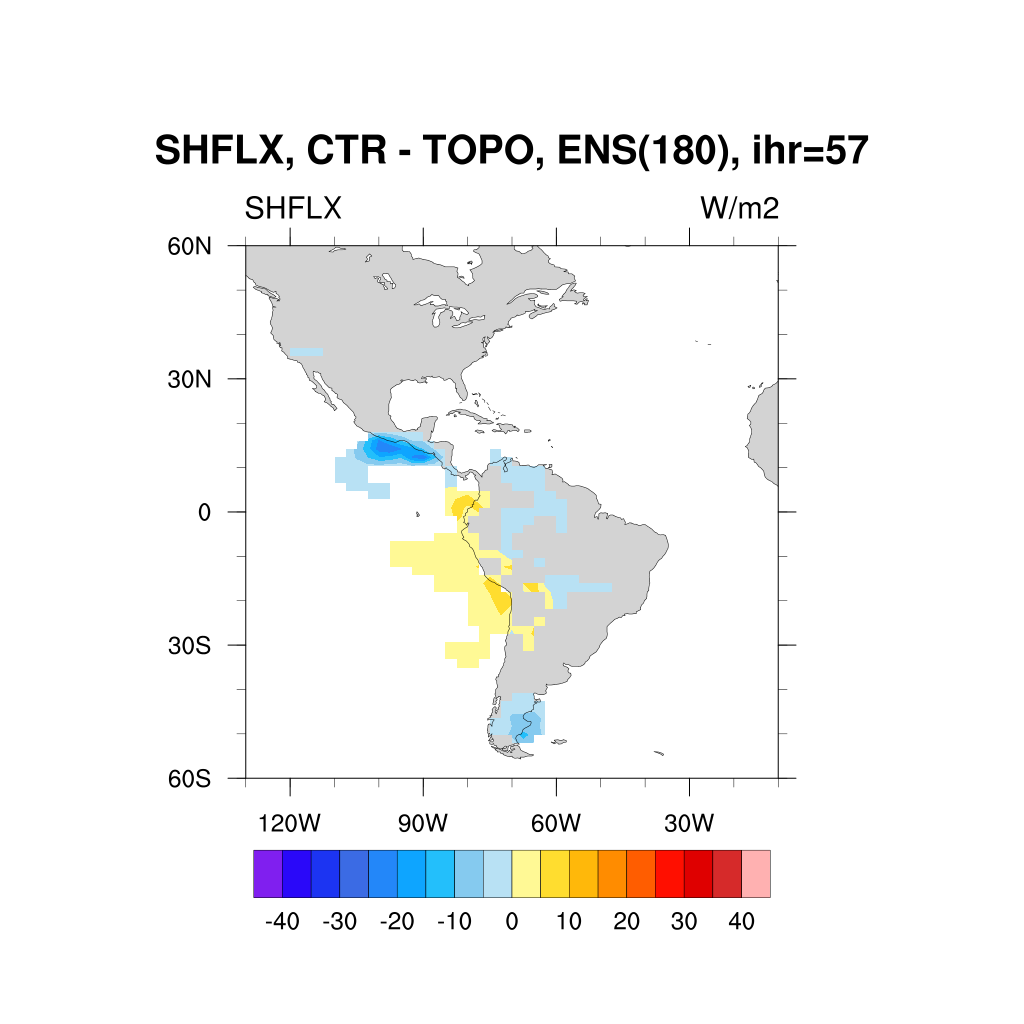 SHFLX, CTR - TOPO, ENS(180), ihr=57
SHFLX W/m2
60N
30N
0
30S
60S
120W 90W 60W 30W
-40 -30 -20 -10 0 10 20 30 40